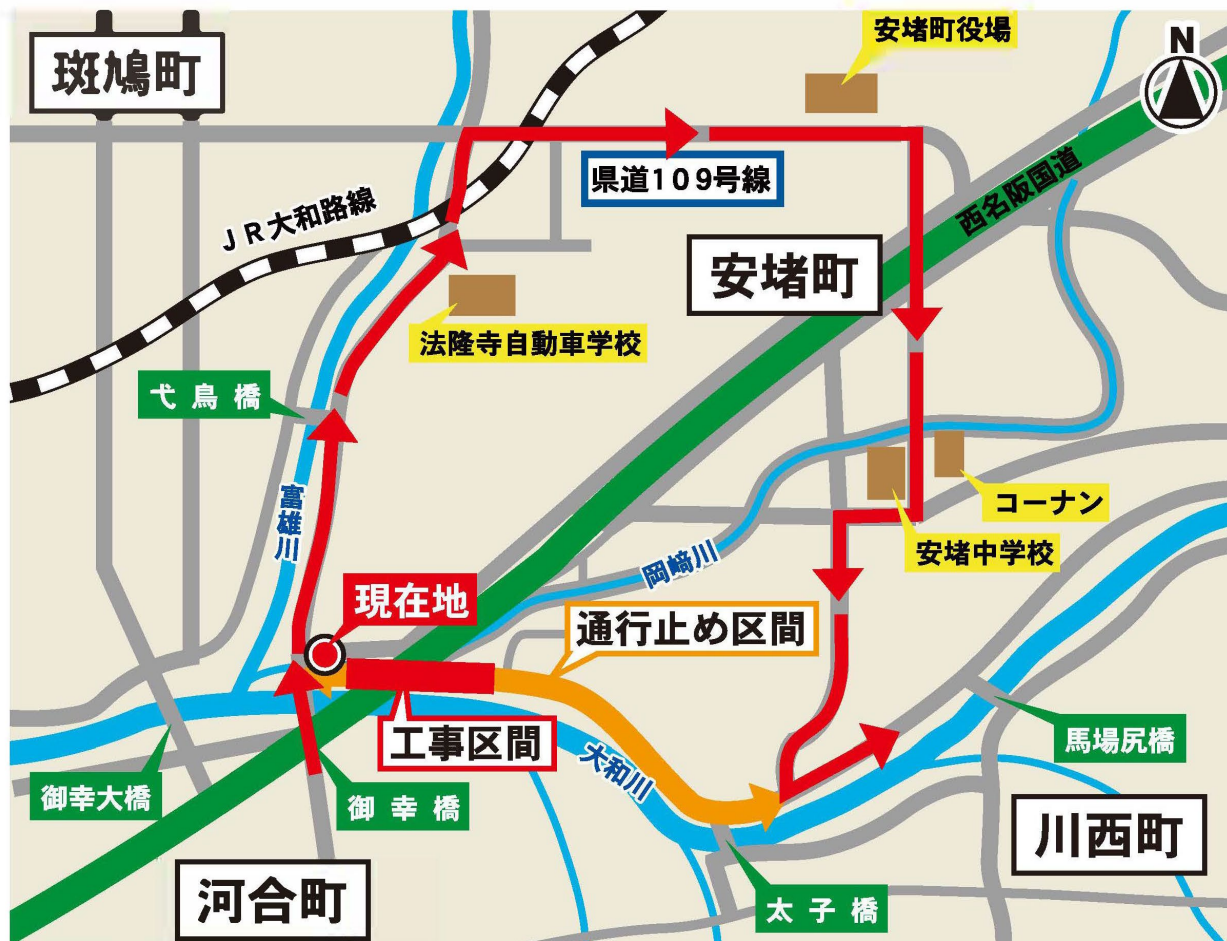 安堵町役場
N
斑鳩町
県道109号線
西名阪国道
JR大和路線
安堵町
法隆寺自動車学校
弋鳥橋
コーナン
富雄川
安堵中学校
岡﨑川
現在地
通行止め区間
工事区間
馬場尻橋
大和川
御幸大橋
御幸橋
川西町
河合町
太子橋